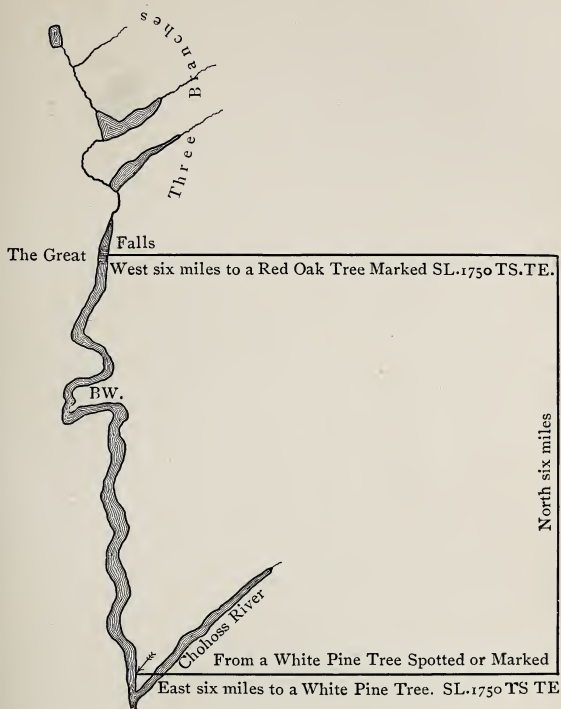 Three Branches
The Great Falls
West six miles to a Red Oak Tree Marked SL.1750 TS.TE.
BW.
North six miles
Chohoss River
From a White Pine Tree Spotted or Marked
East six miles to a White Pine Tree. SL.1750 TS TE